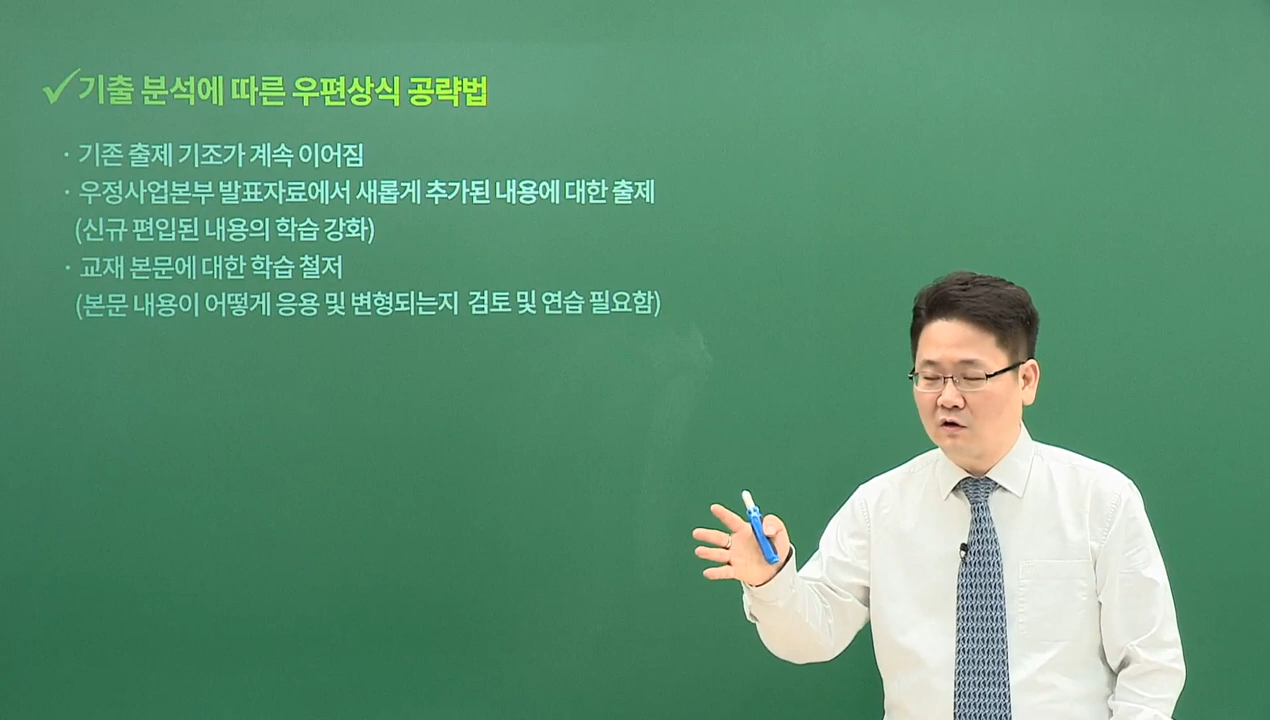 ✓기출 분석에 따른 우편상식 공략법
· 기존 출제 기조가 계속 이어짐
· 우정사업본부 발표자료에서 새롭게 추가된 내용에 대한 출제
(신규 편입된 내용의 학습 강화)
· 교재 본문에 대한 학습 철저
(본문 내용이 어떻게 응용 및 변형되는지 검토 및 연습 필요함)